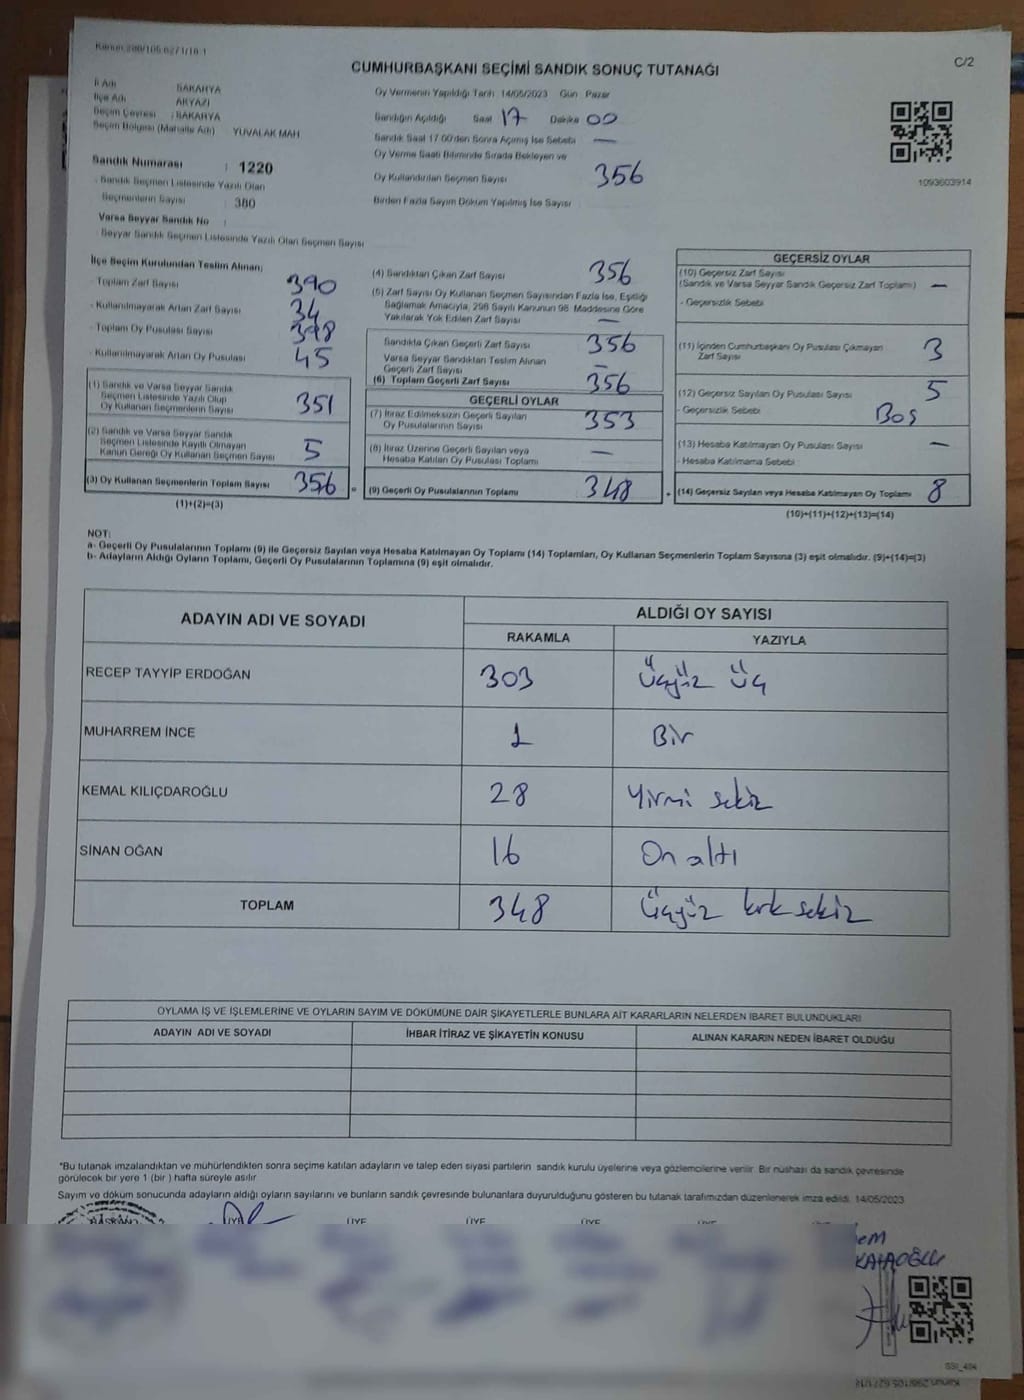 C/2
CUMHURBAŞKANI SEÇİMİ SANDIK SONUÇ TUTANAĞI
İl Adı : SAKARYA
İlçe Adı : AKYAZI
Seçim Çevresi : SAKARYA
Seçim Bölgesi (Mahalle Adı) : YUVALAK MAH
Sandık Numarası : 1220
- Sandık Seçmen Listesinde Yazılı Olan
Seçmenlerin Sayısı : 380
Varsa Seyyar Sandık No :
- Seyyar Sandık Seçmen Listesinde Yazılı Olan Seçmen Sayısı
Oy Vermenin Yapıldığı Tarih 14/05/2023 Gün Pazar
Sandığın Açıldığı Saat 17 Dakika 00
Sandık Saat 17.00'den Sonra Açılmış İse Sebebi —
Oy Verme Saati Bitiminde Sırada Bekleyen ve
Oy Kullandırılan Seçmen Sayısı 356
Birden Fazla Sayım Döküm Yapılmış İse Sayısı
1093603914
İlçe Seçim Kurulundan Teslim Alınan;
- Toplam Zarf Sayısı 390
- Kullanılmayarak Artan Zarf Sayısı 34
- Toplam Oy Pusulası Sayısı 398
- Kullanılmayarak Artan Oy Pusulası 45
(1) Sandık ve Varsa Seyyar Sandık
Seçmen Listesinde Yazılı Olup
Oy Kullanan Seçmenlerin Sayısı 351
(2) Sandık ve Varsa Seyyar Sandık
Seçmen Listesinde Kayıtlı Olmayan
Kanun Gereği Oy Kullanan Seçmen Sayısı 5
(3) Oy Kullanan Seçmenlerin Toplam Sayısı 356 =
(1)+(2)=(3)
(4) Sandıktan Çıkan Zarf Sayısı 356
(5) Zarf Sayısı Oy Kullanan Seçmen Sayısından Fazla İse, Eşitliği
Sağlamak Amacıyla, 298 Sayılı Kanunun 98. Maddesine Göre
Yakılarak Yok Edilen Zarf Sayısı —
Sandıkta Çıkan Geçerli Zarf Sayısı 356
Varsa Seyyar Sandıktan Teslim Alınan
Geçerli Zarf Sayısı —
(6) Toplam Geçerli Zarf Sayısı 356
GEÇERLİ OYLAR
(7) İtiraz Edilmeksizin Geçerli Sayılan
Oy Pusulalarının Sayısı 353
(8) İtiraz Üzerine Geçerli Sayılan veya
Hesaba Katılan Oy Pusulası Toplamı —
(9) Geçerli Oy Pusulalarının Toplamı 348 +
GEÇERSİZ OYLAR
(10) Geçersiz Zarf Sayısı
(Sandık ve Varsa Seyyar Sandık Geçersiz Zarf Toplamı) —
- Geçersizlik Sebebi
(11) İçinden Cumhurbaşkanı Oy Pusulası Çıkmayan
Zarf Sayısı 3
(12) Geçersiz Sayılan Oy Pusulası Sayısı 5
- Geçersizlik Sebebi Boş
(13) Hesaba Katılmayan Oy Pusulası Sayısı —
- Hesaba Katılmama Sebebi
(14) Geçersiz Sayılan veya Hesaba Katılmayan Oy Toplamı 8
(10)+(11)+(12)+(13)=(14)
NOT:
a- Geçerli Oy Pusulalarının Toplamı (9) ile Geçersiz Sayılan veya Hesaba Katılmayan Oy Toplamı (14) Toplamları, Oy Kullanan Seçmenlerin Toplam Sayısına (3) eşit olmalıdır. (9)+(14)=(3)
b- Adayların Aldığı Oyların Toplamı, Geçerli Oy Pusulalarının Toplamına (9) eşit olmalıdır.
ADAYIN ADI VE SOYADI ALDIĞI OY SAYISI
RAKAMLA YAZIYLA
RECEP TAYYİP ERDOĞAN 303 Üçyüz üç
MUHARREM İNCE 1 Bir
KEMAL KILIÇDAROĞLU 28 Yirmi sekiz
SİNAN OĞAN 16 On altı
TOPLAM 348 Üçyüz kırk sekiz
OYLAMA İŞ VE İŞLEMLERİNE VE OYLARIN SAYIM VE DÖKÜMÜNE DAİR ŞİKAYETLERLE BUNLARA AİT KARARLARIN NELERDEN İBARET BULUNDUKLARI
ADAYIN ADI VE SOYADI İHBAR İTİRAZ VE ŞİKAYETİN KONUSU ALINAN KARARIN NEDEN İBARET OLDUĞU
*Bu tutanak imzalandıktan ve mühürlendikten sonra seçime katılan adayların ve talep eden siyasi partilerin sandık kurulu üyelerine veya gözlemcilerine verilir. Bir nüshası da sandık çevresinde
görülecek bir yere 1 (bir ) hafta süreyle asılır
Sayım ve döküm sonucunda adayların aldığı oyların sayılarını ve bunların sandık çevresinde bulunanlara duyurulduğunu gösteren bu tutanak tarafımızdan düzenlenerek imza edildi. 14/05/2023
BAŞKAN ÜYE ÜYE ÜYE ÜYE ÜYE